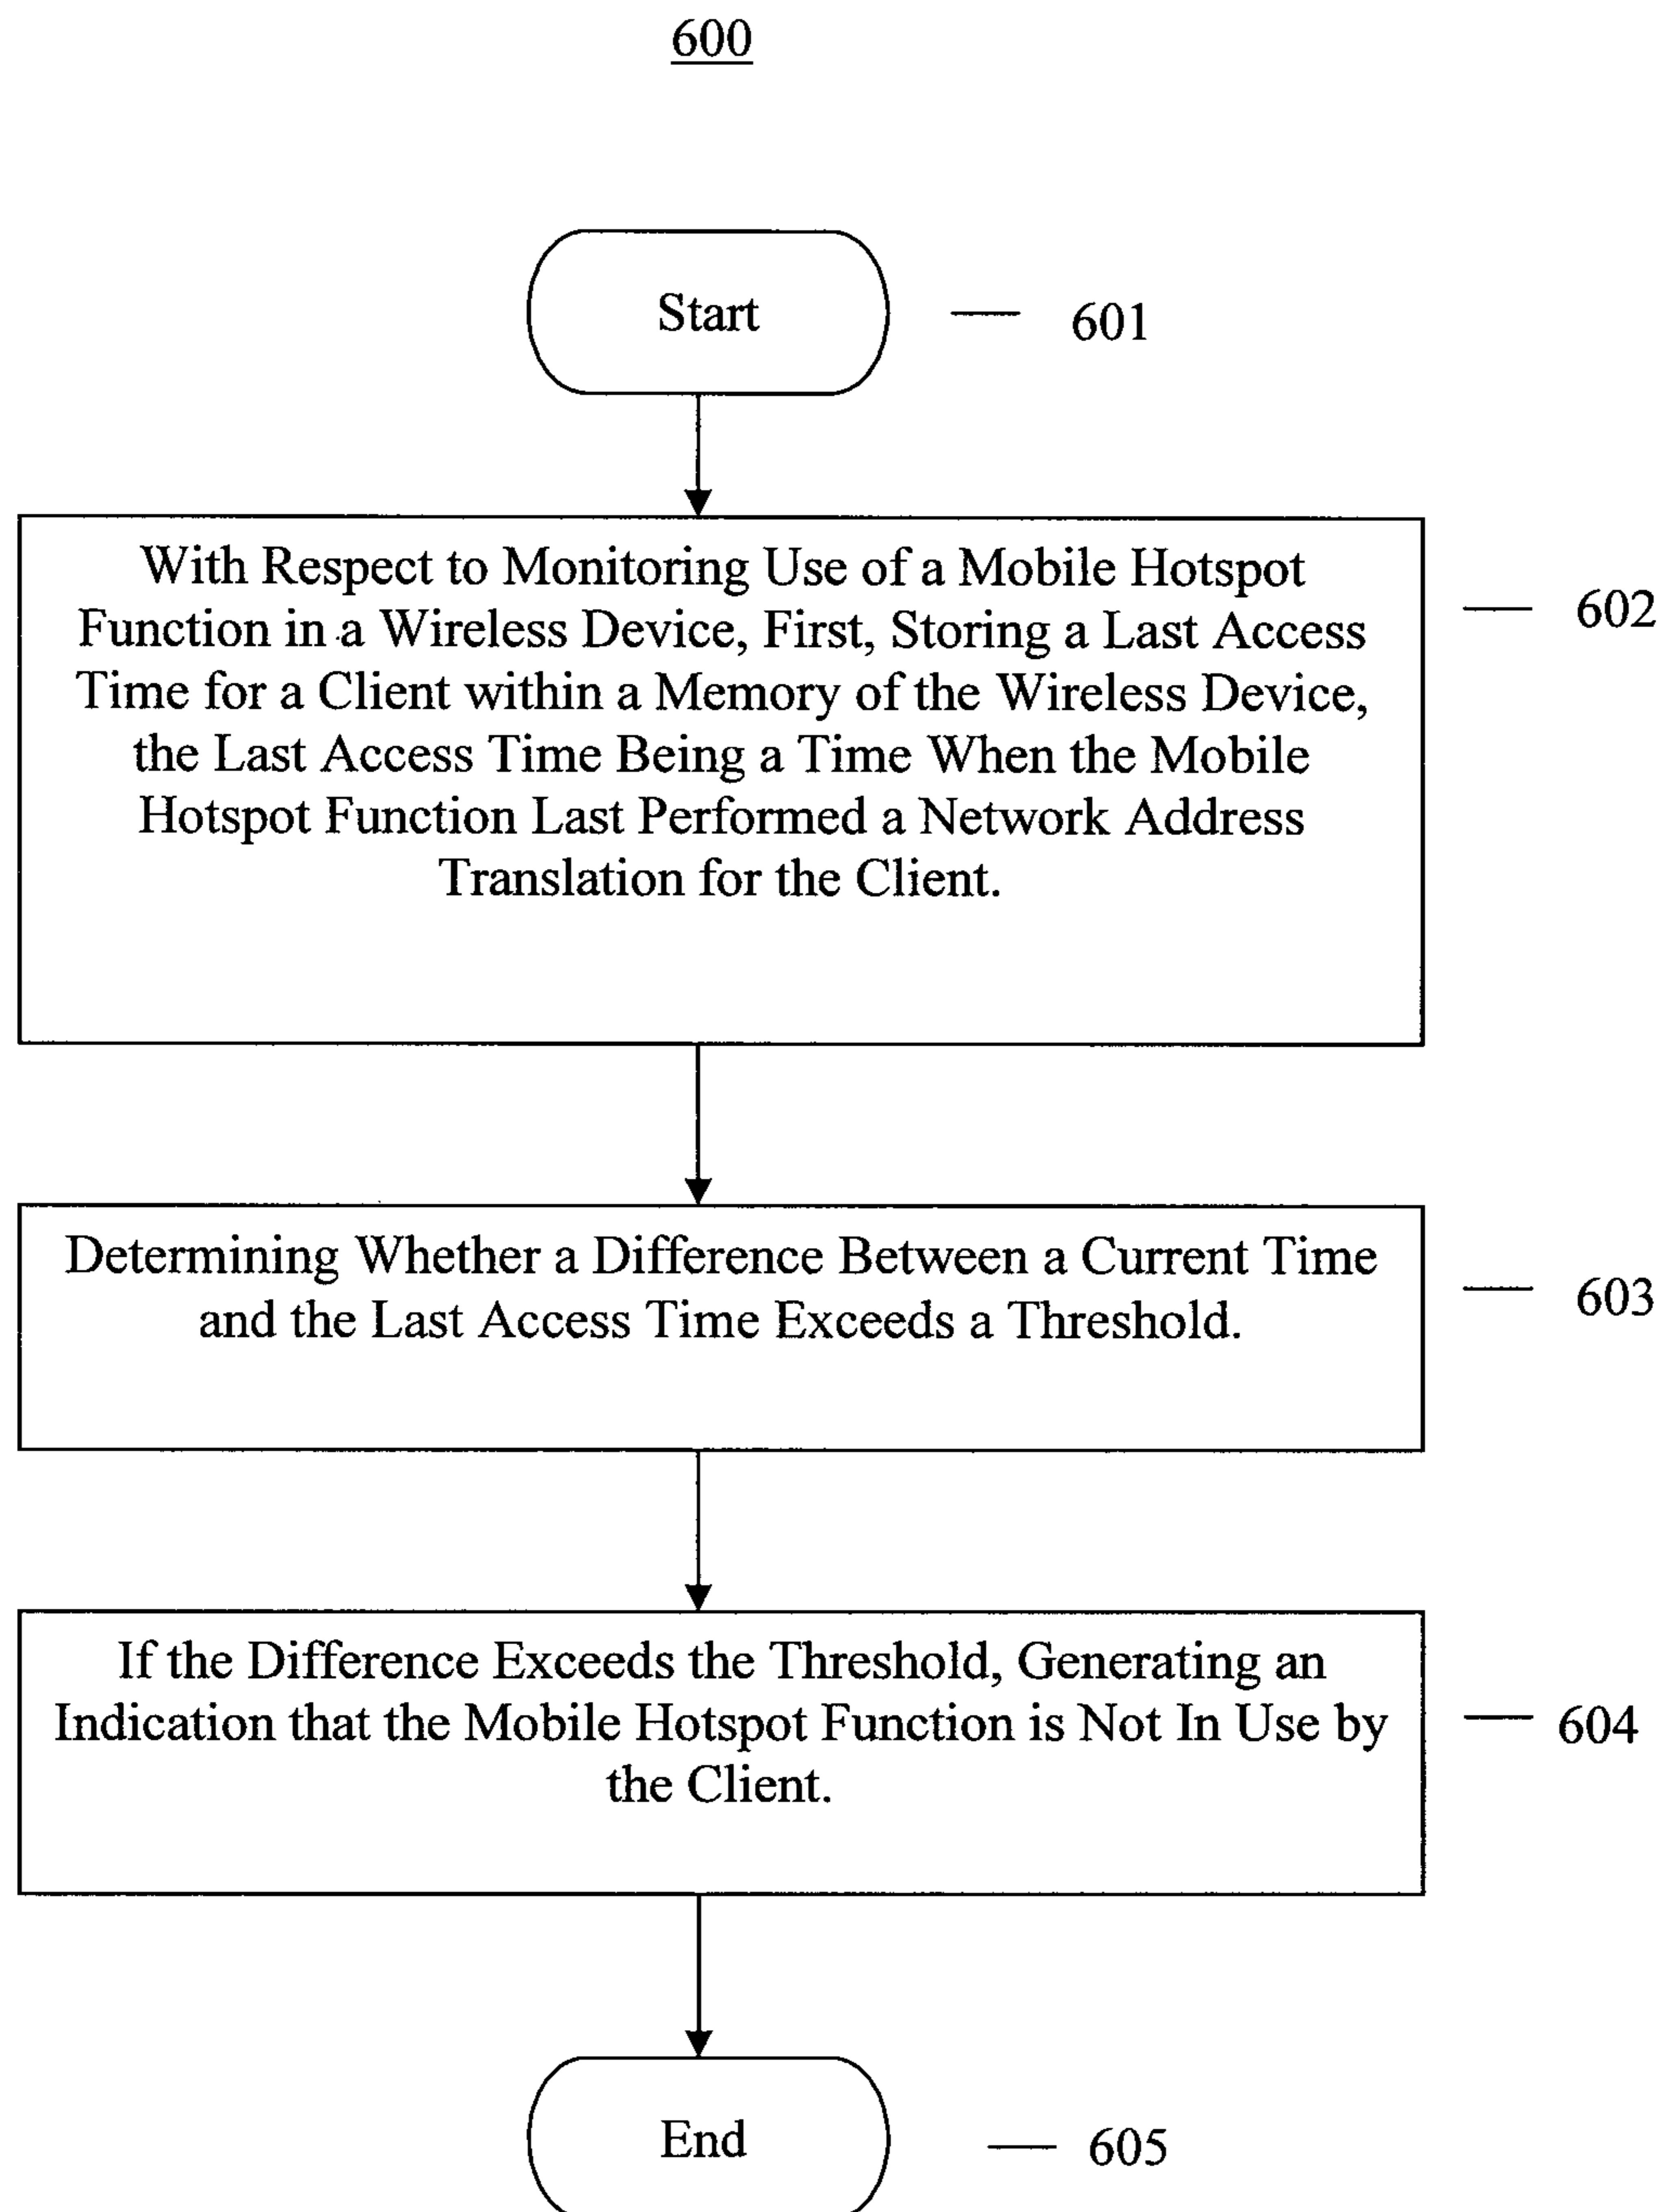 600
Start
601
With Respect to Monitoring Use of a Mobile Hotspot
Function in a Wireless Device, First, Storing a Last Access
Time for a Client within a Memory of the Wireless Device,
the Last Access Time Being a Time When the Mobile
Hotspot Function Last Performed a Network Address
Translation for the Client.
602
Determining Whether a Difference Between a Current Time
and the Last Access Time Exceeds a Threshold.
603
If the Difference Exceeds the Threshold, Generating an
Indication that the Mobile Hotspot Function is Not In Use by
the Client.
604
End
605